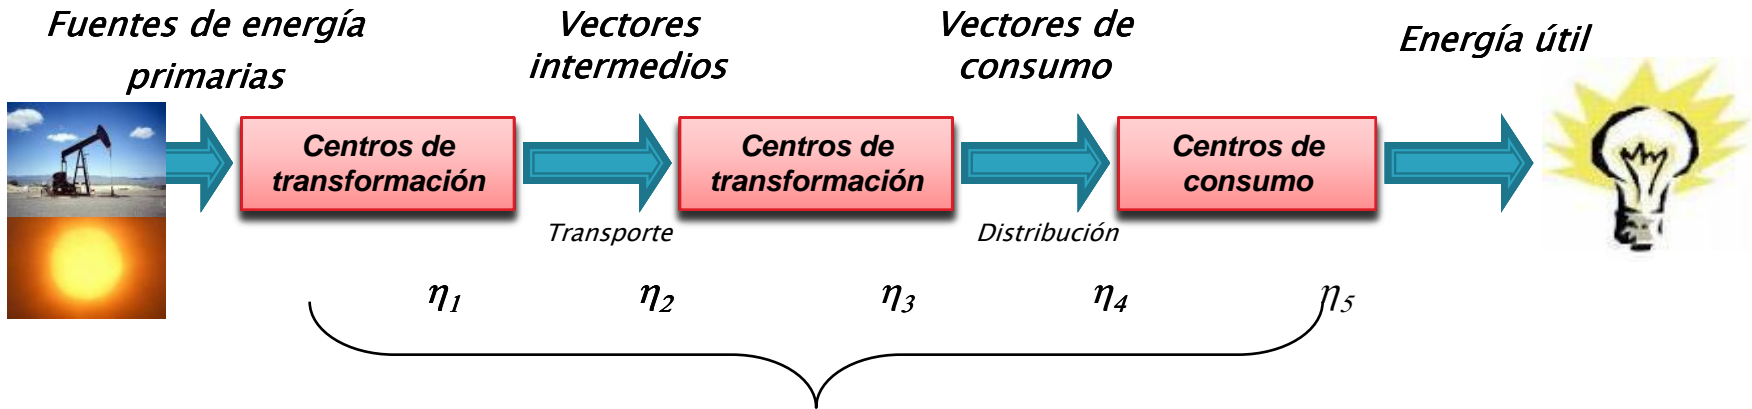 Fuentes de energía
primarias
Vectores
intermedios
Vectores de
consumo
Energía útil
Centros de
transformación
Centros de
transformación
Centros de
consumo
Transporte
Distribución
η1 η2 η3 η4 η5